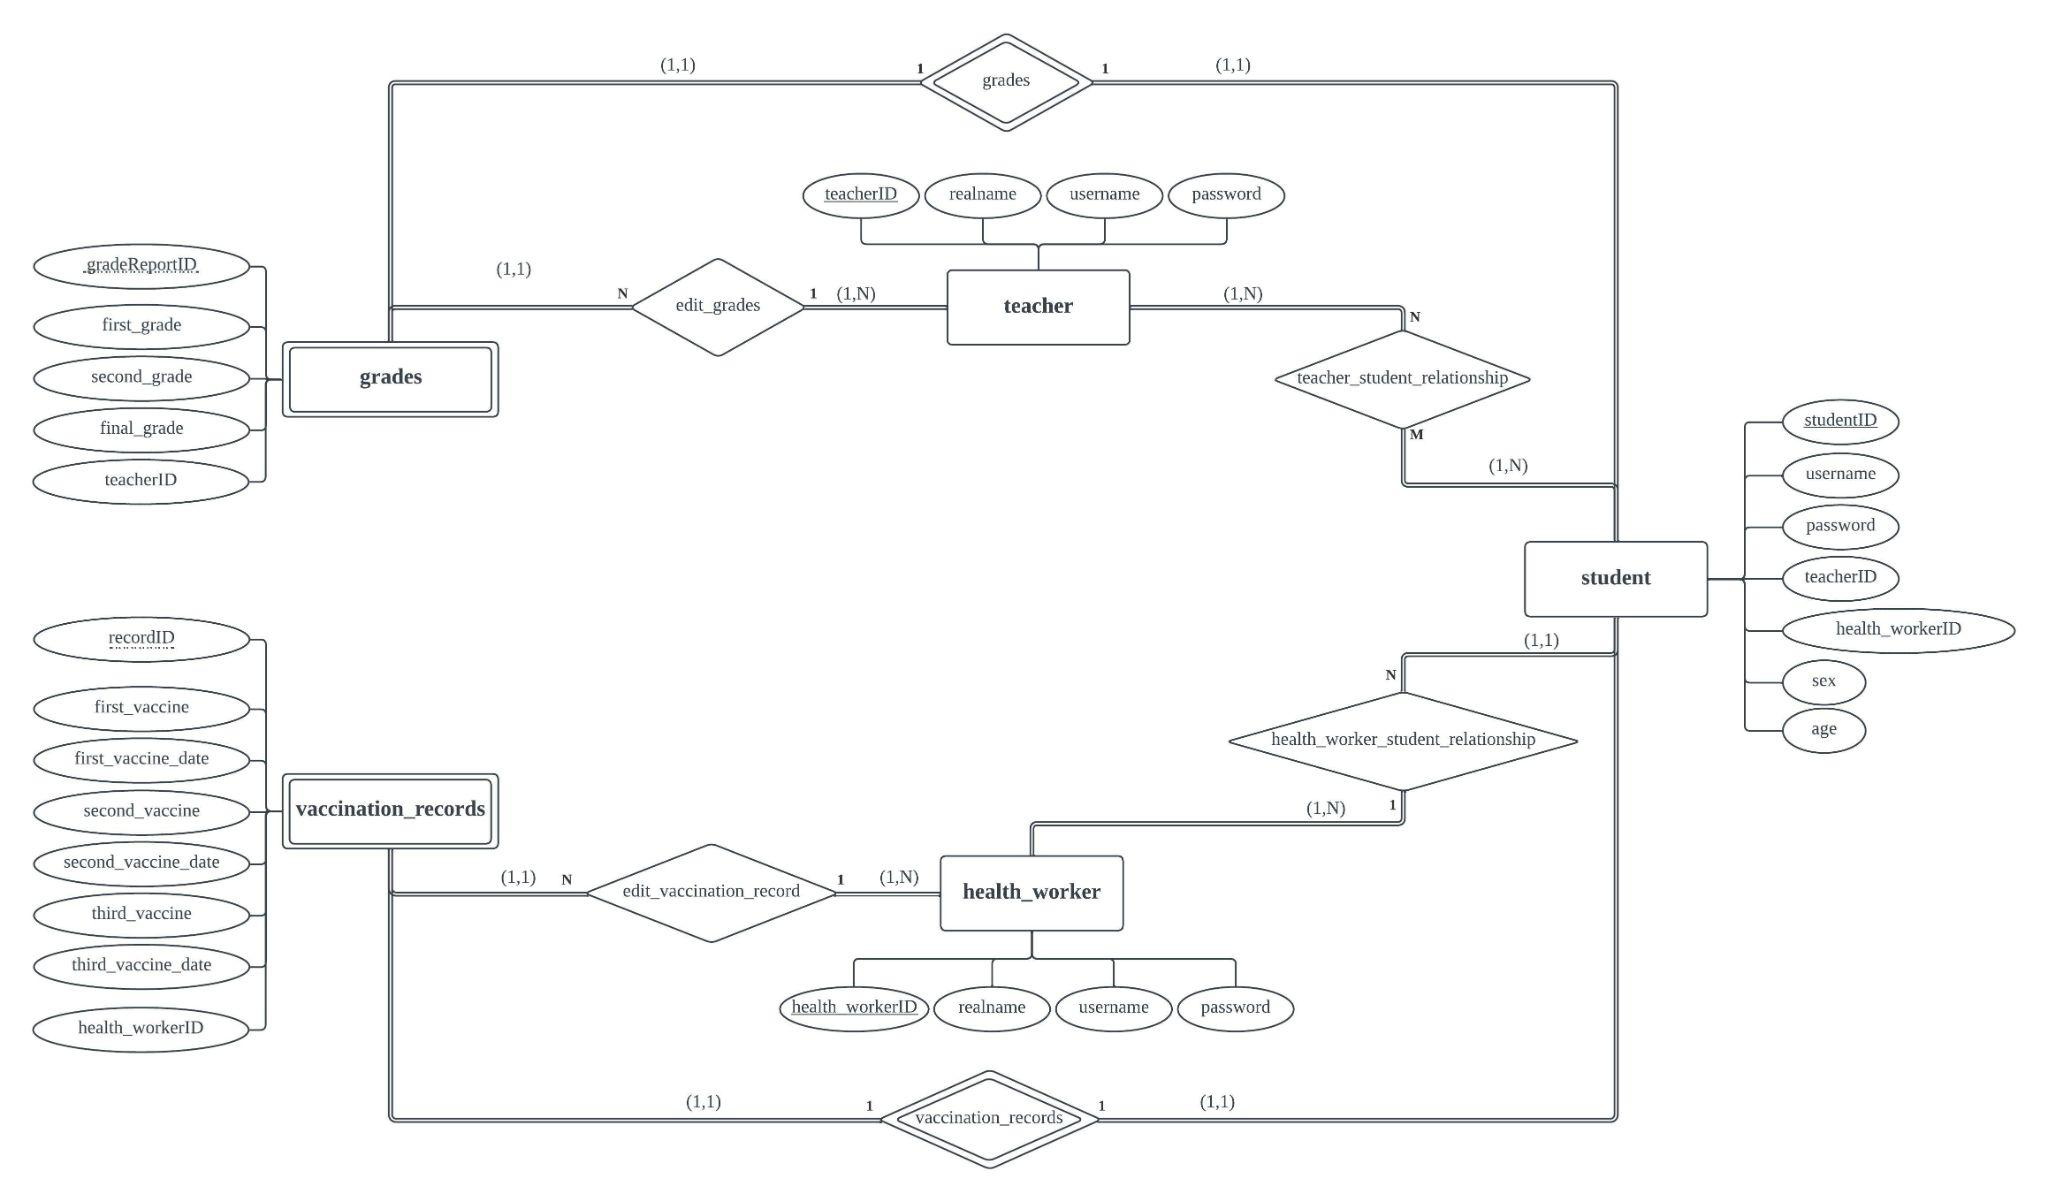 (1,1)
1
grades
1
(1,1)
teacherID
realname
username
password
gradeReportID
first_grade
second_grade
final_grade
teacherID
grades
(1,1)
N
edit_grades
1
(1,N)
teacher
(1,N)
N
teacher_student_relationship
M
(1,N)
studentID
username
password
teacherID
health_workerID
sex
age
student
(1,1)
N
health_worker_student_relationship
1
(1,N)
recordID
first_vaccine
first_vaccine_date
second_vaccine
second_vaccine_date
third_vaccine
third_vaccine_date
health_workerID
vaccination_records
(1,1)
N
edit_vaccination_record
1
(1,N)
health_worker
health_workerID
realname
username
password
(1,1)
1
vaccination_records
1
(1,1)